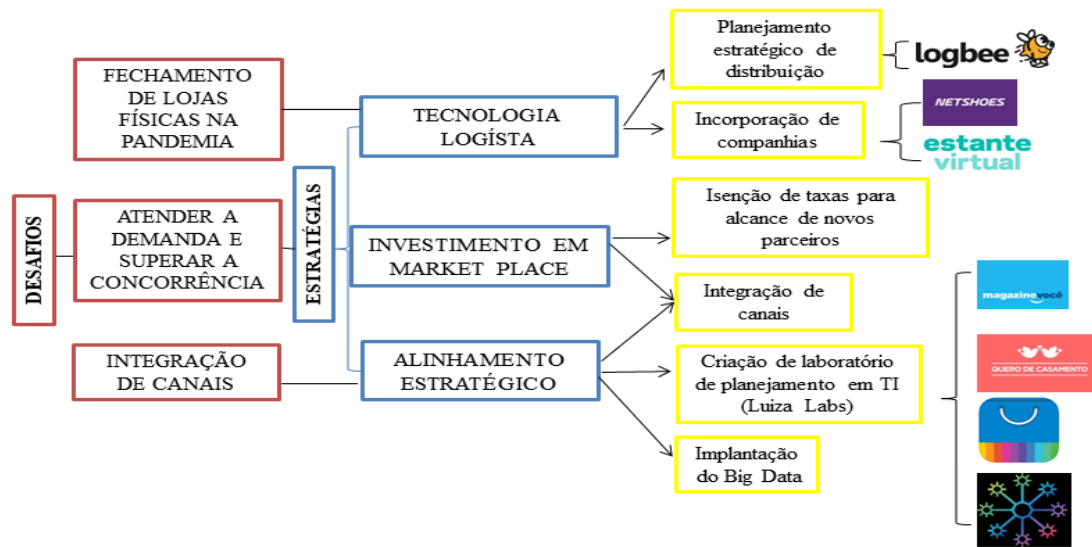 DESAFIOS
FECHAMENTO
DE LOJAS
FÍSICAS NA
PANDEMIA
ATENDER A
DEMANDA E
SUPERAR A
CONCORRÊNCIA
INTEGRAÇÃO
DE CANAIS
ESTRATÉGIAS
TECNOLOGIA
LOGÍSTA
INVESTIMENTO EM
MARKET PLACE
ALINHAMENTO
ESTRATÉGICO
Planejamento
estratégico de
distribuição
Incorporação de
companhias
Isenção de taxas para
alcance de novos
parceiros
Integração de
canais
Criação de laboratório
de planejamento em TI
(Luiza Labs)
Implantação
do Big Data
logbee
NETSHOES
estante
virtual
magazinevocê
QUERO DE CASAMENTO